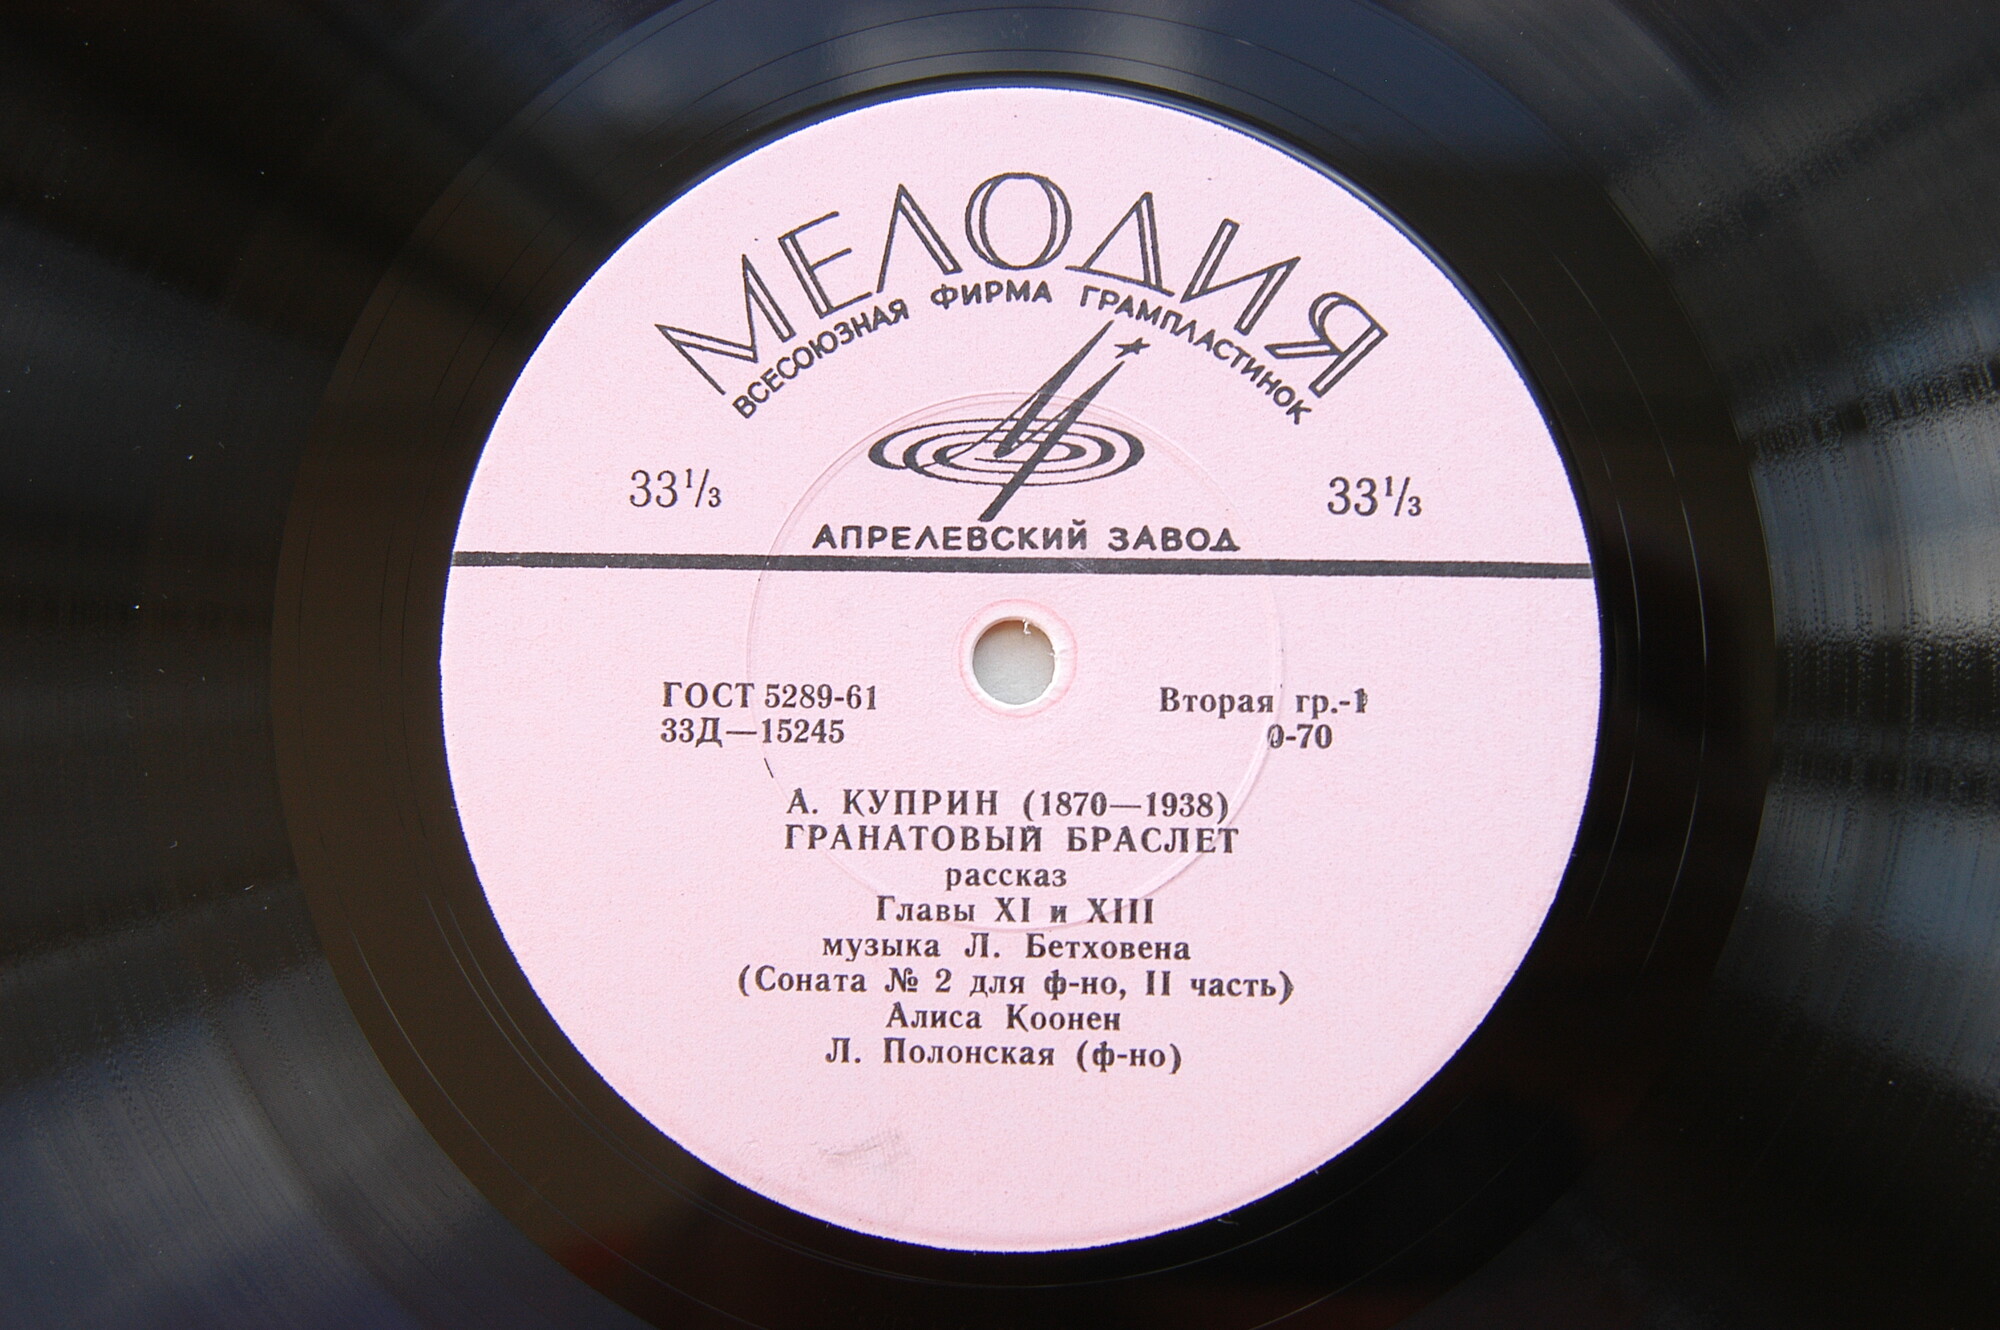 МЕЛОДИЯ
ВСЕСОЮЗНАЯ ФИРМА ГРАМПЛАСТИНОК
33⅓ 33⅓
АПРЕЛЕВСКИЙ ЗАВОД
ГОСТ 5289-61 Вторая гр.-1
33Д—15245 0-70
А. КУПРИН (1870—1938)
ГРАНАТОВЫЙ БРАСЛЕТ
рассказ
Главы XI и XIII
музыка Л. Бетховена
(Соната № 2 для ф-но, II часть)
Алиса Коонен
Л. Полонская (ф-но)